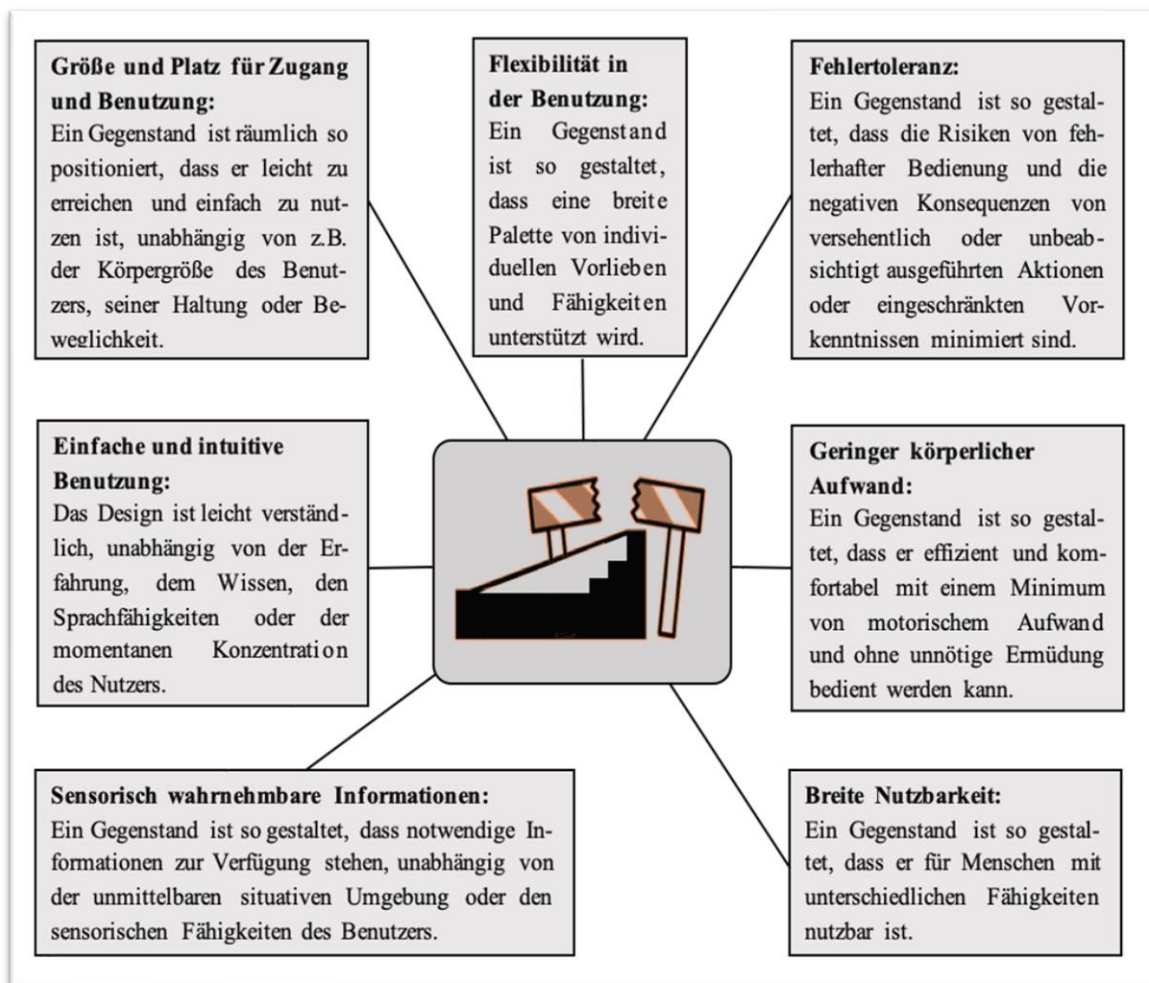 Größe und Platz für Zugang
und Benutzung:
Ein Gegenstand ist räumlich so
positioniert, dass er leicht zu
erreichen und einfach zu nut-
zen ist, unabhängig von z.B.
der Körpergröße des Benut-
zers, seiner Haltung oder Be-
weglichkeit.
Flexibilität in
der Benutzung:
Ein Gegenstand
ist so gestaltet,
dass eine breite
Palette von indivi-
duellen Vorlieben
und Fähigkeiten
unterstützt wird.
Fehlertoleranz:
Ein Gegenstand ist so gestal-
tet, dass die Risiken von feh-
lerhafter Bedienung und die
negativen Konsequenzen von
versehentlich oder unbeab-
sichtigt ausgeführten Aktionen
oder eingeschränkten Vor-
kenntnissen minimiert sind.
Einfache und intuitive
Benutzung:
Das Design ist leicht verständ-
lich, unabhängig von der Er-
fahrung, dem Wissen, den
Sprachfähigkeiten oder der
momentanen Konzentration
des Nutzers.
Geringer körperlicher
Aufwand:
Ein Gegenstand ist so gestal-
tet, dass er effizient und kom-
fortabel mit einem Minimum
von motorischem Aufwand
und ohne unnötige Ermüdung
bedient werden kann.
Sensorisch wahrnehmbare Informationen:
Ein Gegenstand ist so gestaltet, dass notwendige In-
formationen zur Verfügung stehen, unabhängig von
der unmittelbaren situativen Umgebung oder den
sensorischen Fähigkeiten des Benutzers.
Breite Nutzbarkeit:
Ein Gegenstand ist so gestal-
tet, dass er für Menschen mit
unterschiedlichen Fähigkeiten
nutzbar ist.